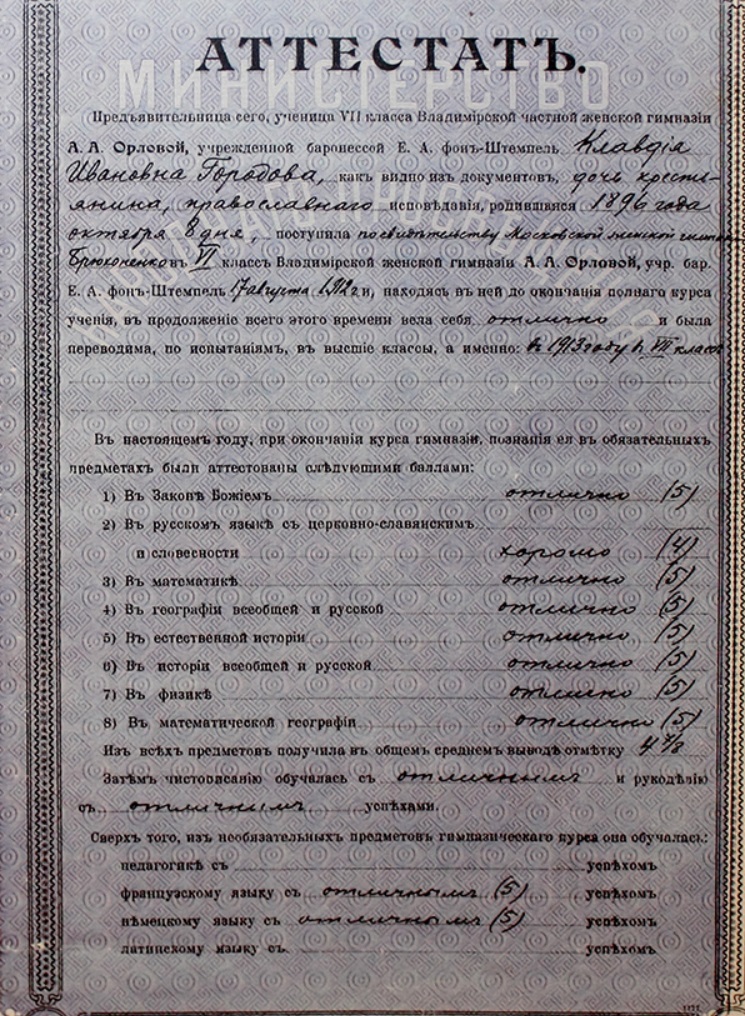 АТТЕСТАТЪ.
МИНИСТЕРСТВО
Предъявительница сего, ученица VII класса Владимірской частной женской гимназіи
А. А. Орловой, учрежденной баронессой Е. А. фонъ-Штемпель Клавдія
Ивановна Городова, какъ видно изъ документовъ, дочь кресть-
янина, православнаго исповѣданія, родившаяся 1896 года
октября 8 дня, поступила по свидѣтельству Московской женской гимназіи
Брюхоненко въ VI классъ Владимірской женской гимназіи А. А. Орловой, учр. бар.
Е. А. фонъ-Штемпель 17 августа 1912 г. и, находясь въ ней до окончанія полнаго курса
ученія, въ продолженіе всего этого времени вела себя отлично и была
переводима, по испытаніямъ, въ высшіе классы, а именно: въ 1913 году въ VII классъ
Въ настоящемъ году, при окончаніи курса гимназіи, познанія ея въ обязательныхъ
предметахъ были аттестованы слѣдующими баллами:
1) Въ Законѣ Божіемъ отлично (5)
2) Въ русскомъ языкѣ съ церковно-славянскимъ
и словесности хорошо (4)
3) Въ математикѣ отлично (5)
4) Въ географіи всеобщей и русской отлично (5)
5) Въ естественной исторіи отлично (5)
6) Въ исторіи всеобщей и русской отлично (5)
7) Въ физикѣ отлично (5)
8) Въ математической географіи отлично (5)
Изъ всѣхъ предметовъ получила въ общемъ среднемъ выводѣ отмѣтку 4 7/8
Затѣмъ чистописанію обучалась съ отличнымъ и рукодѣлію
съ отличнымъ успѣхами.
Сверхъ того, изъ необязательныхъ предметовъ гимназическаго курса она обучалась:
педагогикѣ съ успѣхомъ
французскому языку съ отличнымъ (5) успѣхомъ
нѣмецкому языку съ отличнымъ (5) успѣхомъ
латинскому языку съ успѣхомъ